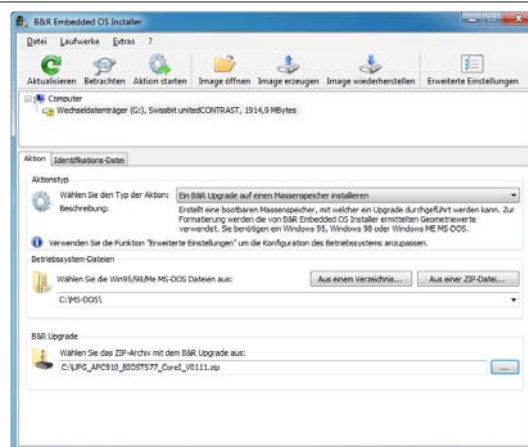 B&R Embedded OS Installer
Datei Laufwerke Extras ?
Aktualisieren Betrachten Aktion starten Image öffnen Image erzeugen Image wiederherstellen Erweiterte Einstellungen
Computer
Wechseldatenträger (G:), Swissbit unitedCONTRAST, 1914,9 MBytes
Aktion Identifikations-Datei
Aktionstyp
Wählen Sie den Typ der Aktion: Ein B&R Upgrade auf einen Massenspeicher installieren
Beschreibung: Erstellt eine bootbaren Massenspeicher, mit welcher ein Upgrade durchgeführt werden kann. Zur
Formatierung werden die von B&R Embedded OS Installer ermittelten Geometriewerte
verwendet. Sie benötigen ein Windows 95, Windows 98 oder Windows ME MS-DOS.
Verwenden Sie die Funktion "Erweiterte Einstellungen" um die Konfiguration des Betriebssystem anzupassen.
Betriebssystem-Dateien
Wählen Sie die Win95/98/Me MS-DOS Dateien aus: Aus einem Verzeichnis... Aus einer ZIP-Datei...
C:\MS-DOS\
B&R Upgrade
Wählen Sie das ZIP-Archiv mit dem B&R Upgrade aus:
C:\UPG_APC910_BIOSTS77_CoreI_V0111.zip ...